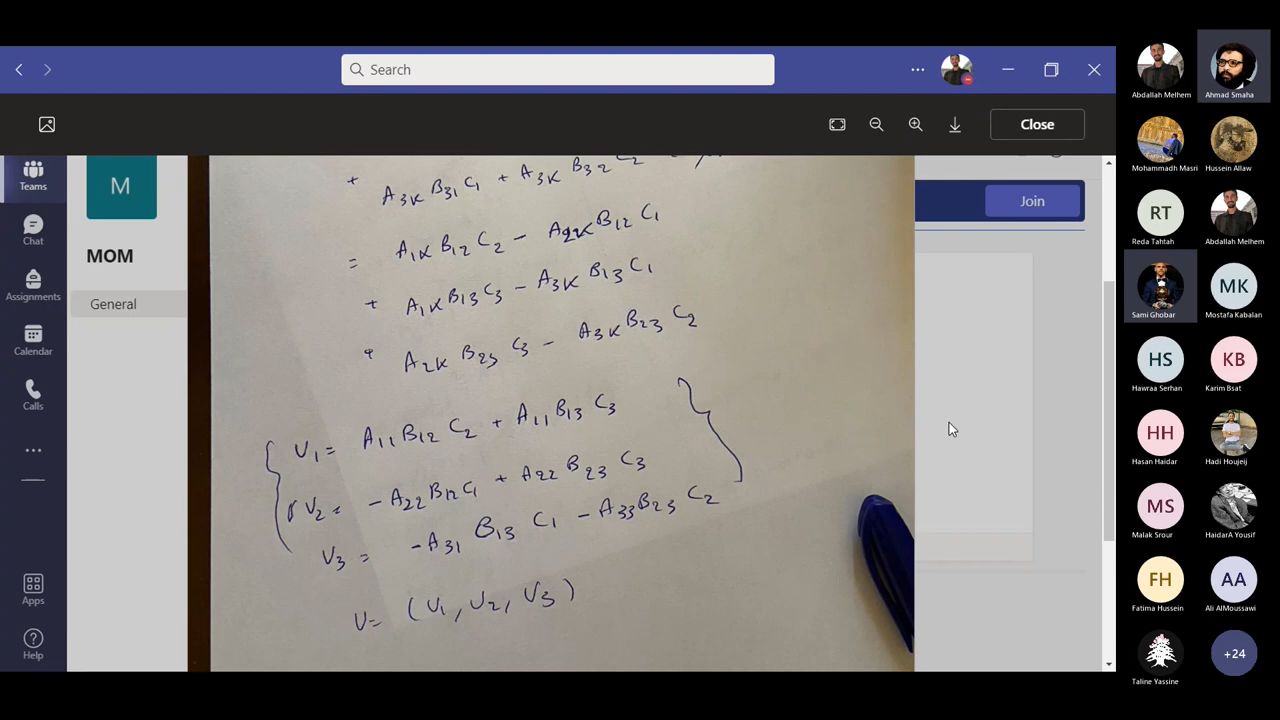 Search
Close
Teams
Chat
Assignments
Calendar
Calls
Apps
Help
M
MOM
General
Join
+ A3K B31 C1 + A3K B32 C2
= A1K B12 C2 - A22K B12 C1
+ A1K B13 C3 - A3K B13 C1
+ A2K B23 C3 - A3K B23 C2
V1 = A11 B12 C2 + A11 B13 C3
V2 = - A22 B12 C1 + A22 B23 C3
V3 = - A31 B13 C1 - A33 B23 C2
V = (V1, V2, V3)
Abdallah Melhem
Ahmad Smaha
Mohammadh Masri
Hussein Allaw
RT
Reda Tahtah
Abdallah Melhem
Sami Ghobar
MK
Mostafa Kabalan
HS
Hawraa Serhan
KB
Karim Bsat
HH
Hasan Haidar
Hadi Houjeij
MS
Malak Srour
HaidarA Yousif
FH
Fatima Hussein
AA
Ali AlMoussawi
Taline Yassine
+24